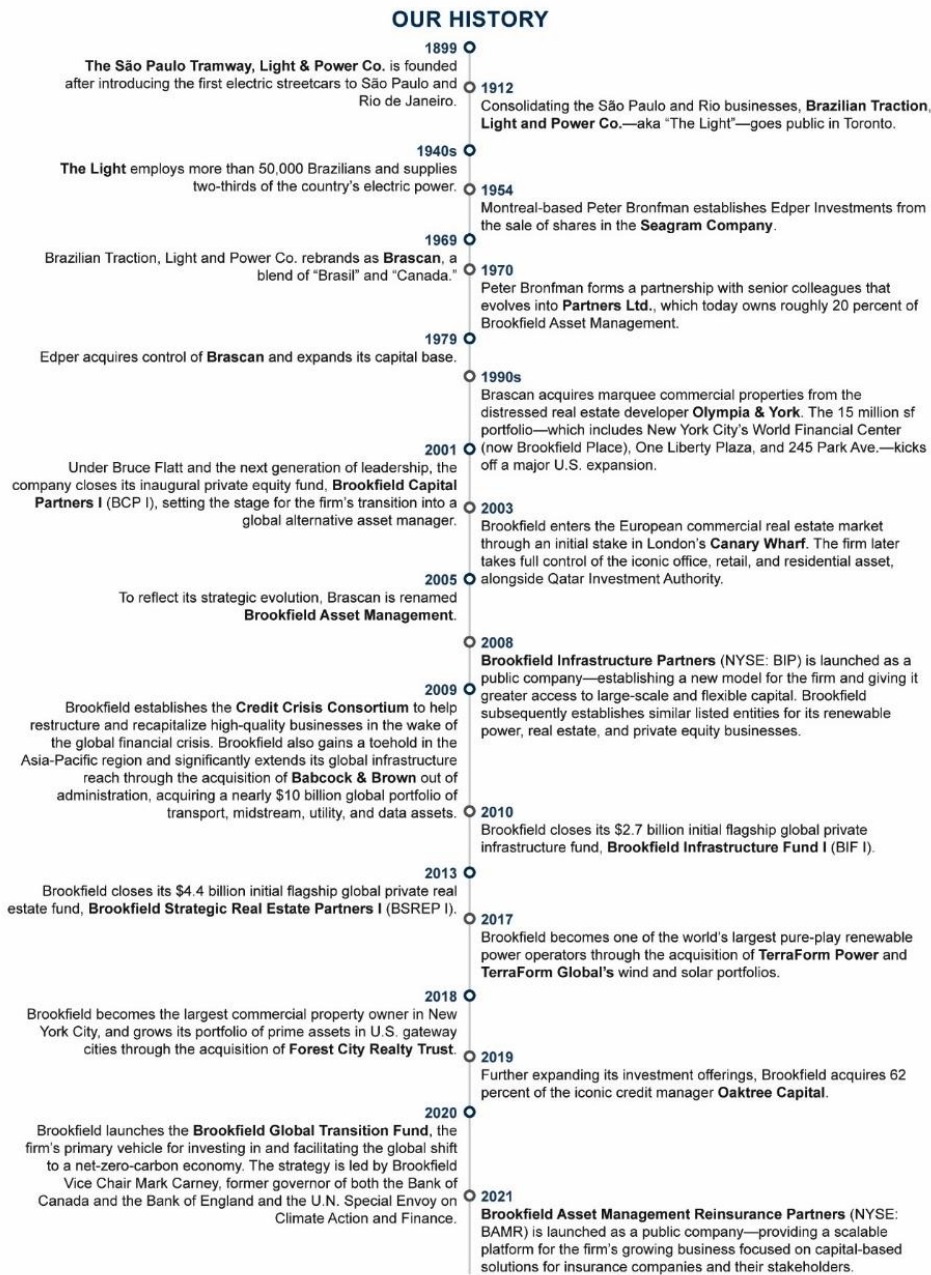 OUR HISTORY
1899
The São Paulo Tramway, Light & Power Co. is founded
after introducing the first electric streetcars to São Paulo and
Rio de Janeiro.
1912
Consolidating the São Paulo and Rio businesses, Brazilian Traction,
Light and Power Co.—aka “The Light”—goes public in Toronto.
1940s
The Light employs more than 50,000 Brazilians and supplies
two-thirds of the country’s electric power.
1954
Montreal-based Peter Bronfman establishes Edper Investments from
the sale of shares in the Seagram Company.
1969
Brazilian Traction, Light and Power Co. rebrands as Brascan, a
blend of “Brasil” and “Canada.”
1970
Peter Bronfman forms a partnership with senior colleagues that
evolves into Partners Ltd., which today owns roughly 20 percent of
Brookfield Asset Management.
1979
Edper acquires control of Brascan and expands its capital base.
1990s
Brascan acquires marquee commercial properties from the
distressed real estate developer Olympia & York. The 15 million sf
portfolio—which includes New York City’s World Financial Center
(now Brookfield Place), One Liberty Plaza, and 245 Park Ave.—kicks
off a major U.S. expansion.
2001
Under Bruce Flatt and the next generation of leadership, the
company closes its inaugural private equity fund, Brookfield Capital
Partners I (BCP I), setting the stage for the firm’s transition into a
global alternative asset manager.
2003
Brookfield enters the European commercial real estate market
through an initial stake in London’s Canary Wharf. The firm later
takes full control of the iconic office, retail, and residential asset,
alongside Qatar Investment Authority.
2005
To reflect its strategic evolution, Brascan is renamed
Brookfield Asset Management.
2008
Brookfield Infrastructure Partners (NYSE: BIP) is launched as a
public company—establishing a new model for the firm and giving it
greater access to large-scale and flexible capital. Brookfield
subsequently establishes similar listed entities for its renewable
power, real estate, and private equity businesses.
2009
Brookfield establishes the Credit Crisis Consortium to help
restructure and recapitalize high-quality businesses in the wake of
the global financial crisis. Brookfield also gains a toehold in the
Asia-Pacific region and significantly extends its global infrastructure
reach through the acquisition of Babcock & Brown out of
administration, acquiring a nearly $10 billion global portfolio of
transport, midstream, utility, and data assets.
2010
Brookfield closes its $2.7 billion initial flagship global private
infrastructure fund, Brookfield Infrastructure Fund I (BIF I).
2013
Brookfield closes its $4.4 billion initial flagship global private real
estate fund, Brookfield Strategic Real Estate Partners I (BSREP I).
2017
Brookfield becomes one of the world’s largest pure-play renewable
power operators through the acquisition of TerraForm Power and
TerraForm Global’s wind and solar portfolios.
2018
Brookfield becomes the largest commercial property owner in New
York City, and grows its portfolio of prime assets in U.S. gateway
cities through the acquisition of Forest City Realty Trust.
2019
Further expanding its investment offerings, Brookfield acquires 62
percent of the iconic credit manager Oaktree Capital.
2020
Brookfield launches the Brookfield Global Transition Fund, the
firm’s primary vehicle for investing in and facilitating the global shift
to a net-zero-carbon economy. The strategy is led by Brookfield
Vice Chair Mark Carney, former governor of both the Bank of
Canada and the Bank of England and the U.N. Special Envoy on
Climate Action and Finance.
2021
Brookfield Asset Management Reinsurance Partners (NYSE:
BAMR) is launched as a public company—providing a scalable
platform for the firm’s growing business focused on capital-based
solutions for insurance companies and their stakeholders.